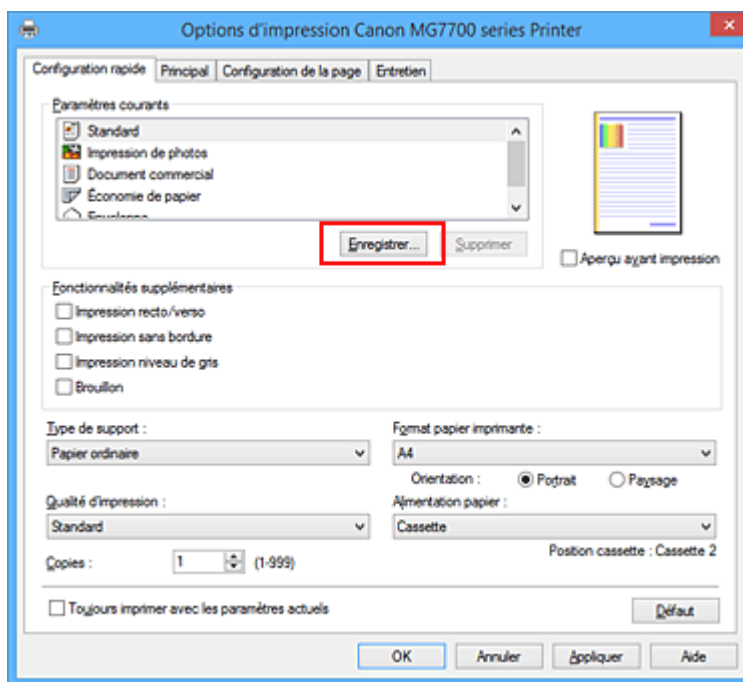 Options d'impression Canon MG7700 series Printer
Configuration rapide Principal Configuration de la page Entretien
Paramètres courants
Standard
Impression de photos
Document commercial
Économie de papier
Enregistrer... Supprimer
Aperçu avant impression
Fonctionnalités supplémentaires
Impression recto/verso
Impression sans bordure
Impression niveau de gris
Brouillon
Type de support :
Papier ordinaire
Format papier imprimante :
A4
Orientation : Portrait Paysage
Qualité d'impression :
Standard
Alimentation papier :
Cassette
Copies : 1 (1-999)
Position cassette : Cassette 2
Toujours imprimer avec les paramètres actuels
Défaut
OK Annuler Appliquer Aide